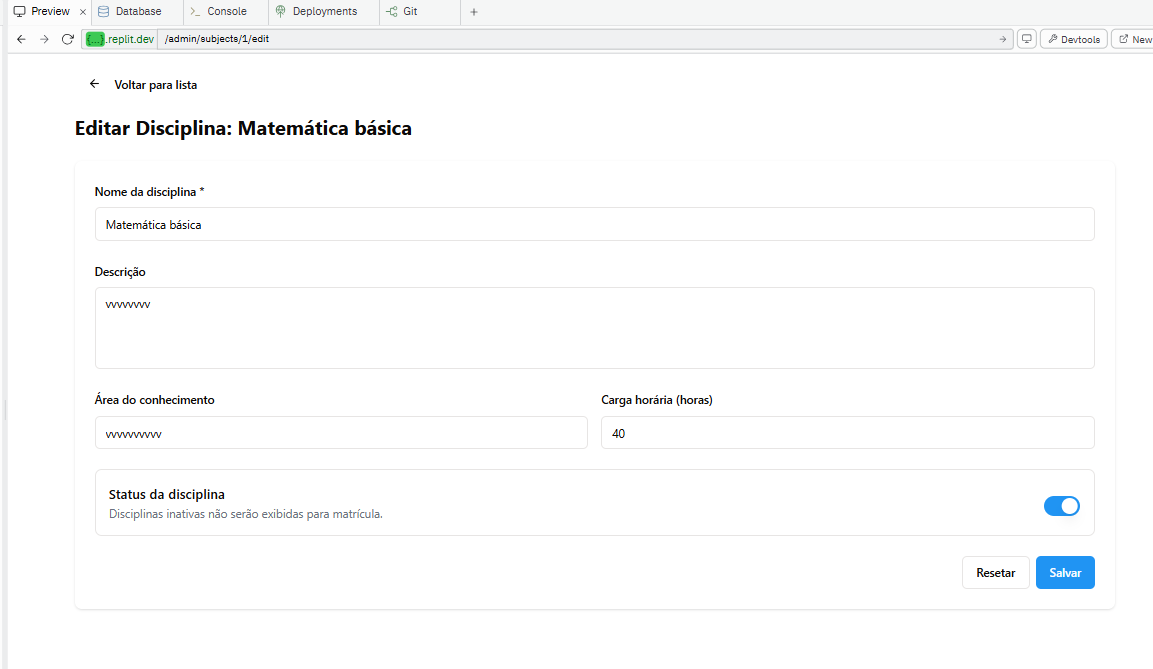 Preview × Database >_ Console Deployments Git +
{...}.replit.dev /admin/subjects/1/edit Devtools New
Voltar para lista
Editar Disciplina: Matemática básica
Nome da disciplina *
Matemática básica
Descrição
vvvvvvvv
Área do conhecimento Carga horária (horas)
vvvvvvvvvv 40
Status da disciplina
Disciplinas inativas não serão exibidas para matrícula.
Resetar Salvar